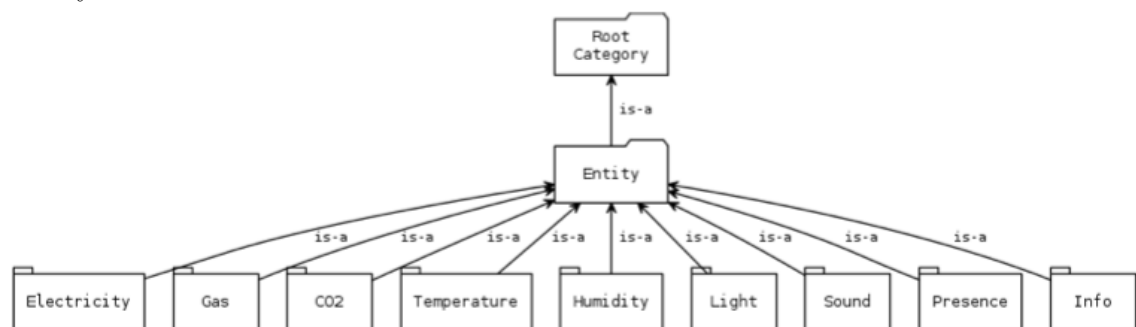 Root
Category
is-a
Entity
is-a is-a is-a is-a is-a is-a is-a is-a is-a
Electricity Gas CO2 Temperature Humidity Light Sound Presence Info